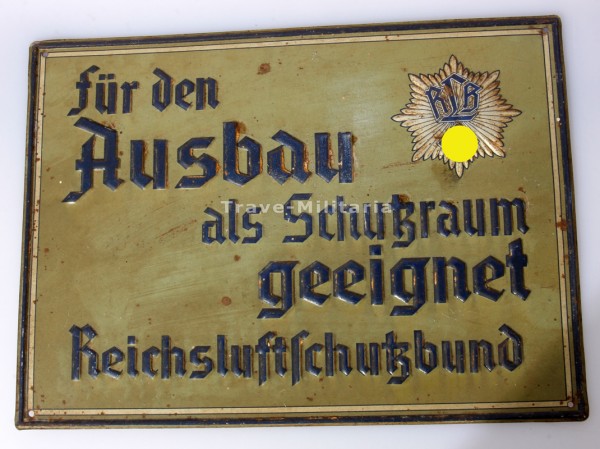 für den
RLB
Ausbau
als Schutzraum
Trave-Militaria
geeignet
Reichsluftschutzbund